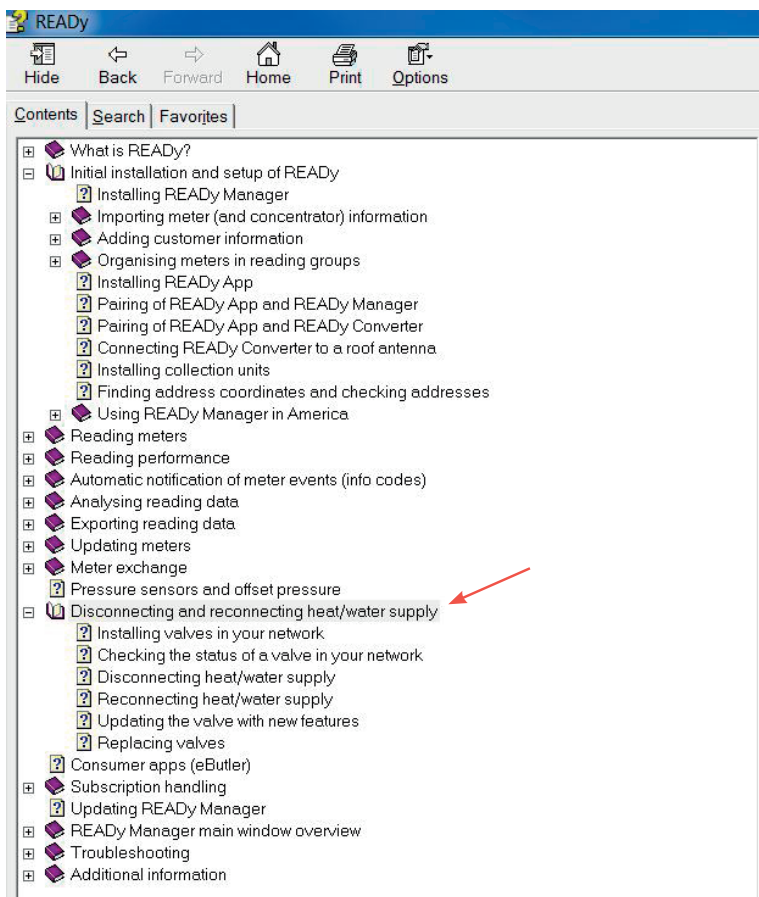 READy
Hide Back Forward Home Print Options
Contents Search Favorites
What is READy?
Initial installation and setup of READy
Installing READy Manager
Importing meter (and concentrator) information
Adding customer information
Organising meters in reading groups
Installing READy App
Pairing of READy App and READy Manager
Pairing of READy App and READy Converter
Connecting READy Converter to a roof antenna
Installing collection units
Finding address coordinates and checking addresses
Using READy Manager in America
Reading meters
Reading performance
Automatic notification of meter events (info codes)
Analysing reading data
Exporting reading data
Updating meters
Meter exchange
Pressure sensors and offset pressure
Disconnecting and reconnecting heat/water supply
Installing valves in your network
Checking the status of a valve in your network
Disconnecting heat/water supply
Reconnecting heat/water supply
Updating the valve with new features
Replacing valves
Consumer apps (eButler)
Subscription handling
Updating READy Manager
READy Manager main window overview
Troubleshooting
Additional information